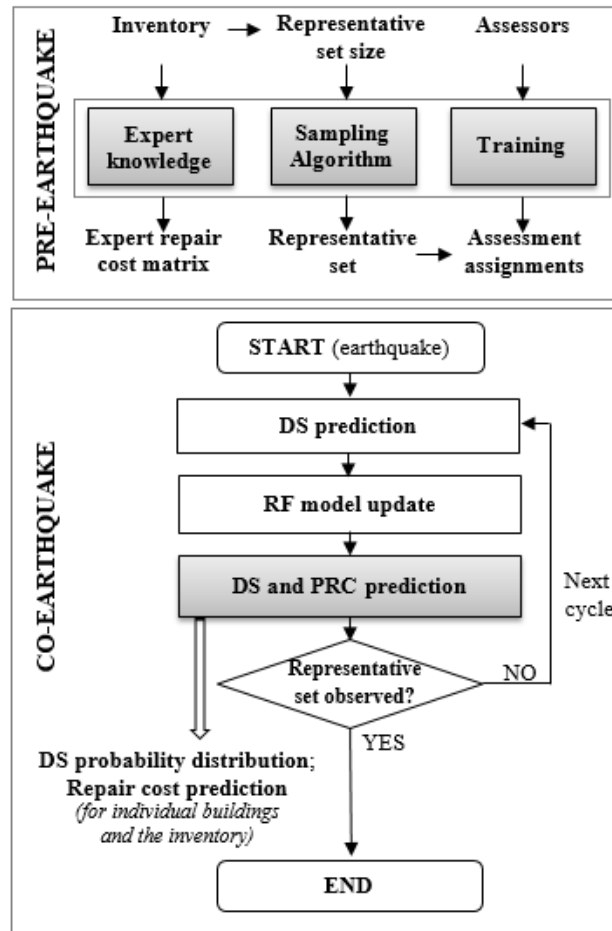 PRE-EARTHQUAKE
Inventory
Representative
set size
Assessors
Expert
knowledge
Sampling
Algorithm
Training
Expert repair
cost matrix
Representative
set
Assessment
assignments
CO-EARTHQUAKE
START (earthquake)
DS prediction
RF model update
DS and PRC prediction
Next
cycle
Representative
set observed?
NO
YES
DS probability distribution;
Repair cost prediction
(for individual buildings
and the inventory)
END